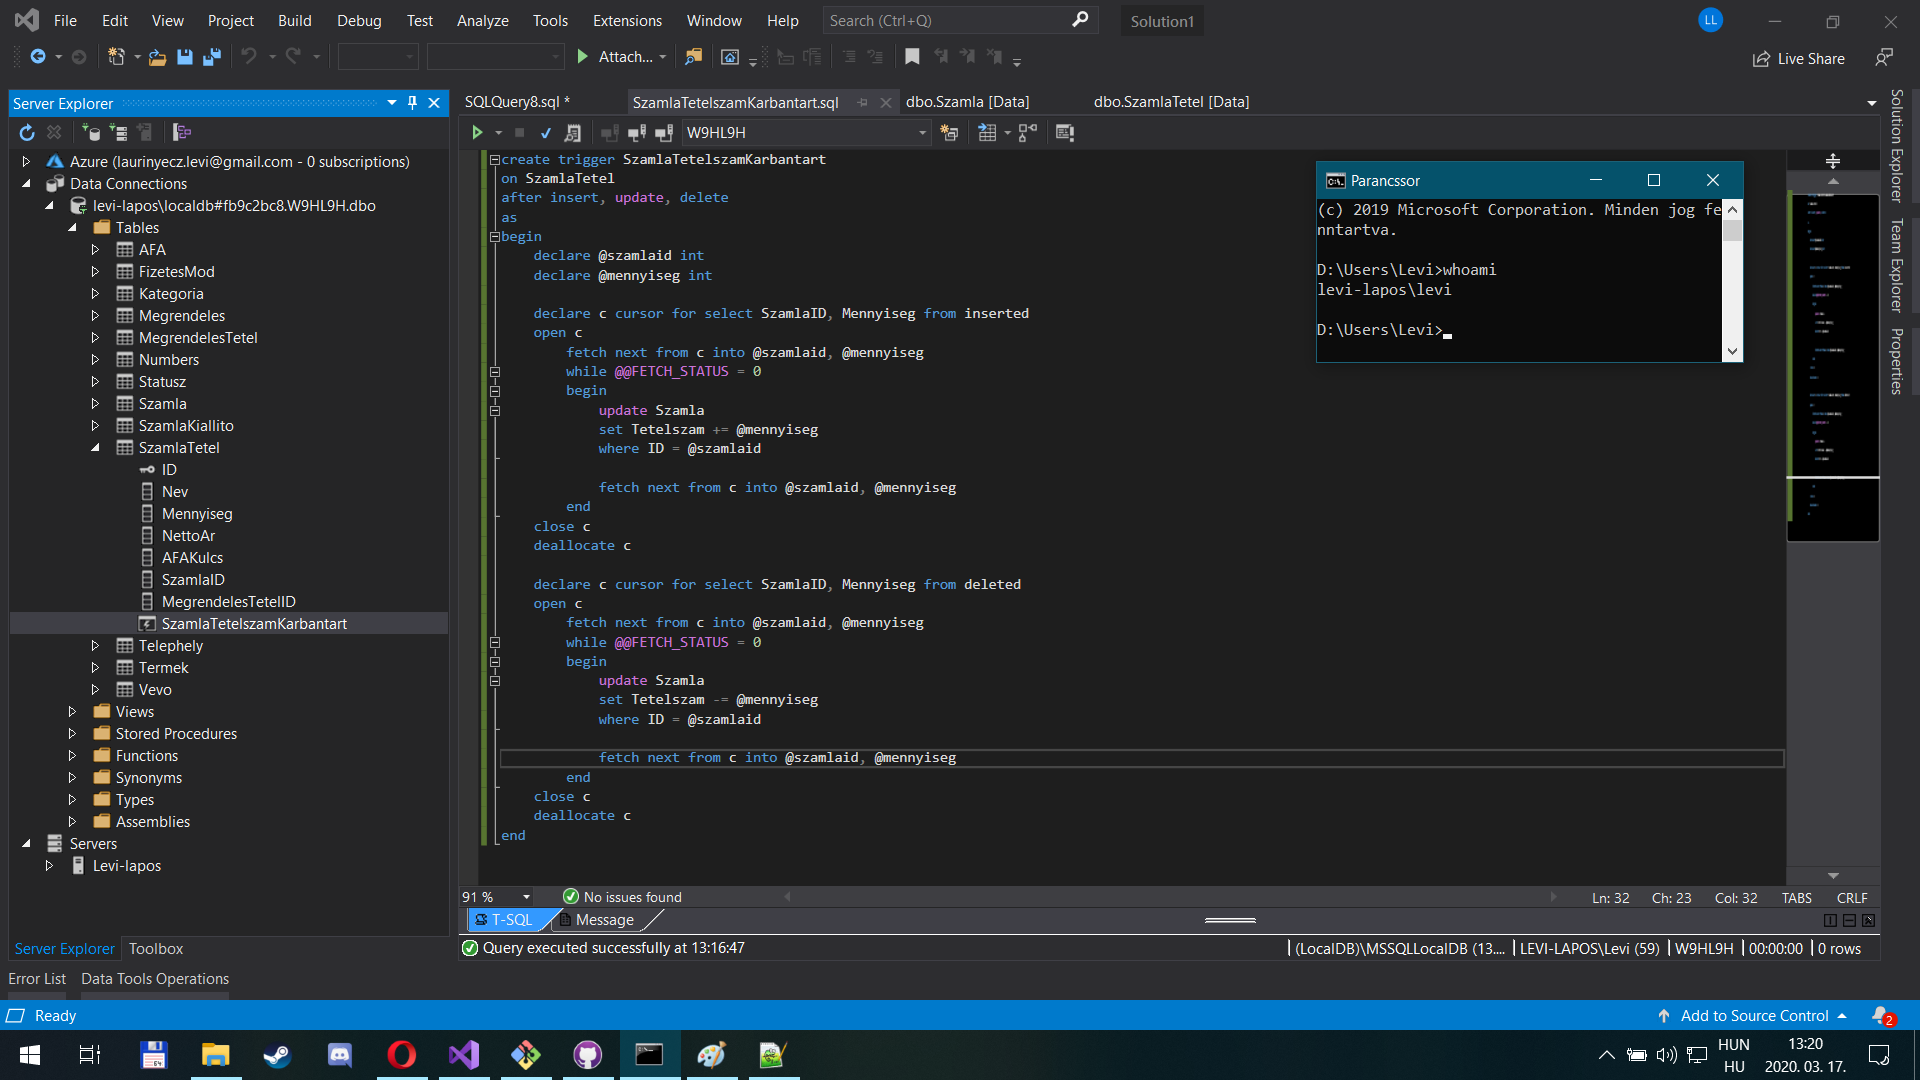 File Edit View Project Build Debug Test Analyze Tools Extensions Window Help Search (Ctrl+Q) Solution1 LL
Attach... Live Share
Server Explorer
Azure (laurinyecz.levi@gmail.com - 0 subscriptions)
Data Connections
levi-lapos\localdb#fb9c2bc8.W9HL9H.dbo
Tables
AFA
FizetesMod
Kategoria
Megrendeles
MegrendelesTetel
Numbers
Statusz
Szamla
SzamlaKiallito
SzamlaTetel
ID
Nev
Mennyiseg
NettoAr
AFAKulcs
SzamlaID
MegrendelesTetelID
SzamlaTetelszamKarbantart
Telephely
Termek
Vevo
Views
Stored Procedures
Functions
Synonyms
Types
Assemblies
Servers
Levi-lapos
Server Explorer Toolbox
Error List Data Tools Operations
SQLQuery8.sql * SzamlaTetelszamKarbantart.sql dbo.Szamla [Data] dbo.SzamlaTetel [Data]
W9HL9H
create trigger SzamlaTetelszamKarbantart
on SzamlaTetel
after insert, update, delete
as
begin
declare @szamlaid int
declare @mennyiseg int
declare c cursor for select SzamlaID, Mennyiseg from inserted
open c
fetch next from c into @szamlaid, @mennyiseg
while @@FETCH_STATUS = 0
begin
update Szamla
set Tetelszam += @mennyiseg
where ID = @szamlaid
fetch next from c into @szamlaid, @mennyiseg
end
close c
deallocate c
declare c cursor for select SzamlaID, Mennyiseg from deleted
open c
fetch next from c into @szamlaid, @mennyiseg
while @@FETCH_STATUS = 0
begin
update Szamla
set Tetelszam -= @mennyiseg
where ID = @szamlaid
fetch next from c into @szamlaid, @mennyiseg
end
close c
deallocate c
end
C:\. Parancssor
(c) 2019 Microsoft Corporation. Minden jog fe
nntartva.
D:\Users\Levi>whoami
levi-lapos\levi
D:\Users\Levi>
Solution Explorer
Team Explorer
Properties
91 % No issues found Ln: 32 Ch: 23 Col: 32 TABS CRLF
T-SQL Message
Query executed successfully at 13:16:47 (LocalDB)\MSSQLLocalDB (13.... LEVI-LAPOS\Levi (59) W9HL9H 00:00:00 0 rows
Ready Add to Source Control 2
HUN 13:20
HU 2020. 03. 17.